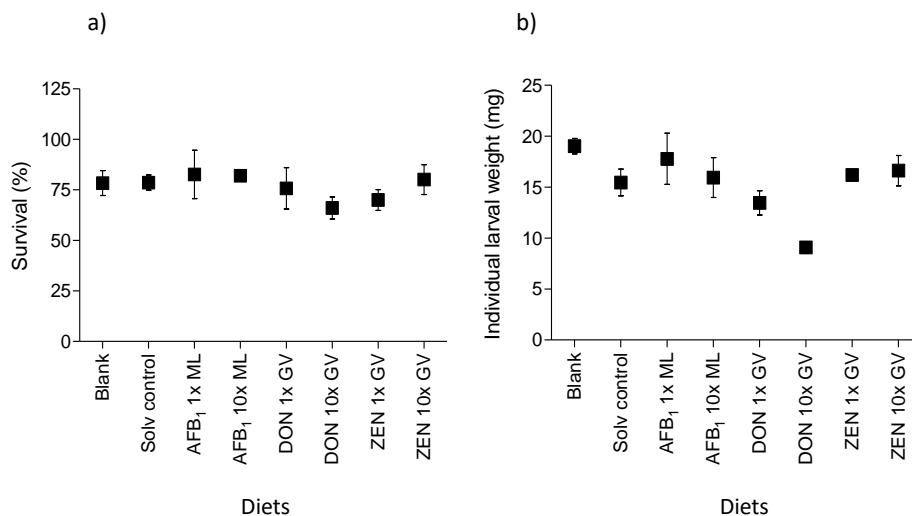 a)
Survival (%)
125
100
75
50
25
0
Blank
Solv control
AFB₁ 1x ML
AFB₁ 10x ML
DON 1x GV
DON 10x GV
ZEN 1x GV
ZEN 10x GV
Diets
b)
Individual larval weight (mg)
25
20
15
10
5
0
Blank
Solv control
AFB₁ 1x ML
AFB₁ 10x ML
DON 1x GV
DON 10x GV
ZEN 1x GV
ZEN 10x GV
Diets